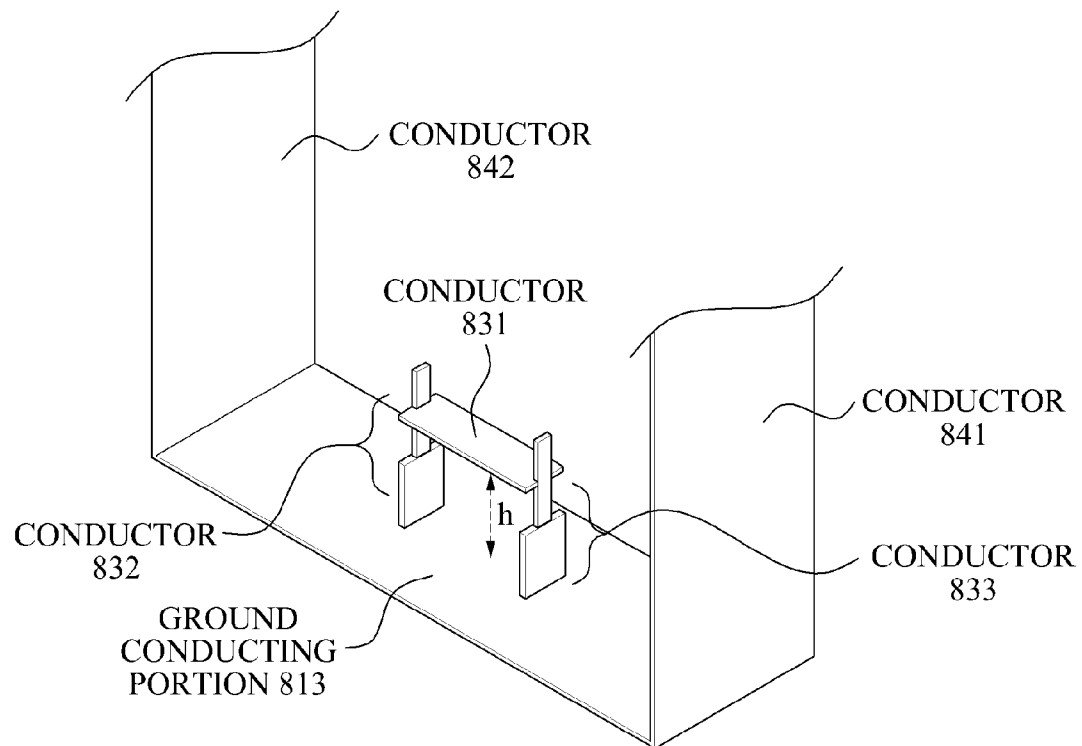 CONDUCTOR
842
CONDUCTOR
831
CONDUCTOR
841
h
CONDUCTOR
832
CONDUCTOR
833
GROUND
CONDUCTING
PORTION 813